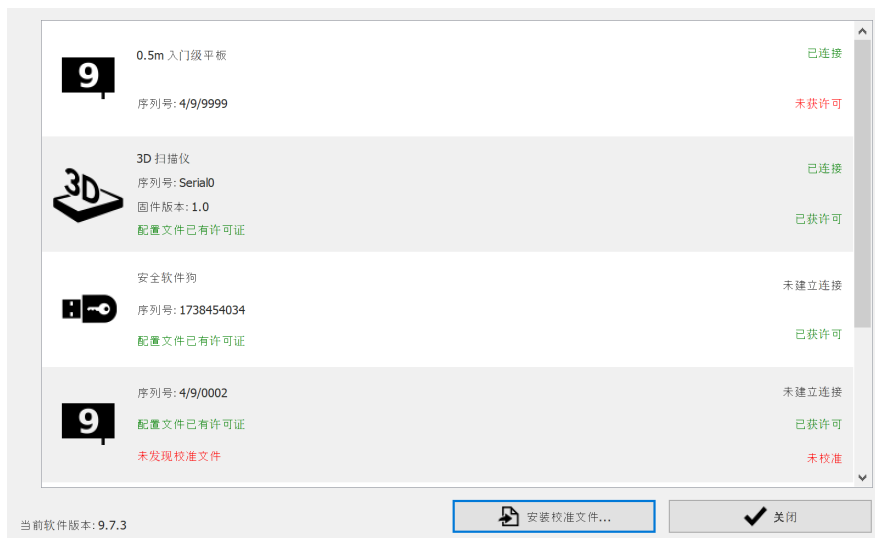 0.5m 入门级平板
已连接
9
序列号: 4/9/9999
未获许可
3D 扫描仪
已连接
3D
序列号: Serial0
固件版本: 1.0
已获许可
配置文件已有许可证
安全软件狗
未建立连接
序列号: 1738454034
已获许可
配置文件已有许可证
序列号: 4/9/0002
未建立连接
9
配置文件已有许可证
已获许可
未发现校准文件
未校准
安装校准文件...
关闭
当前软件版本: 9.7.3